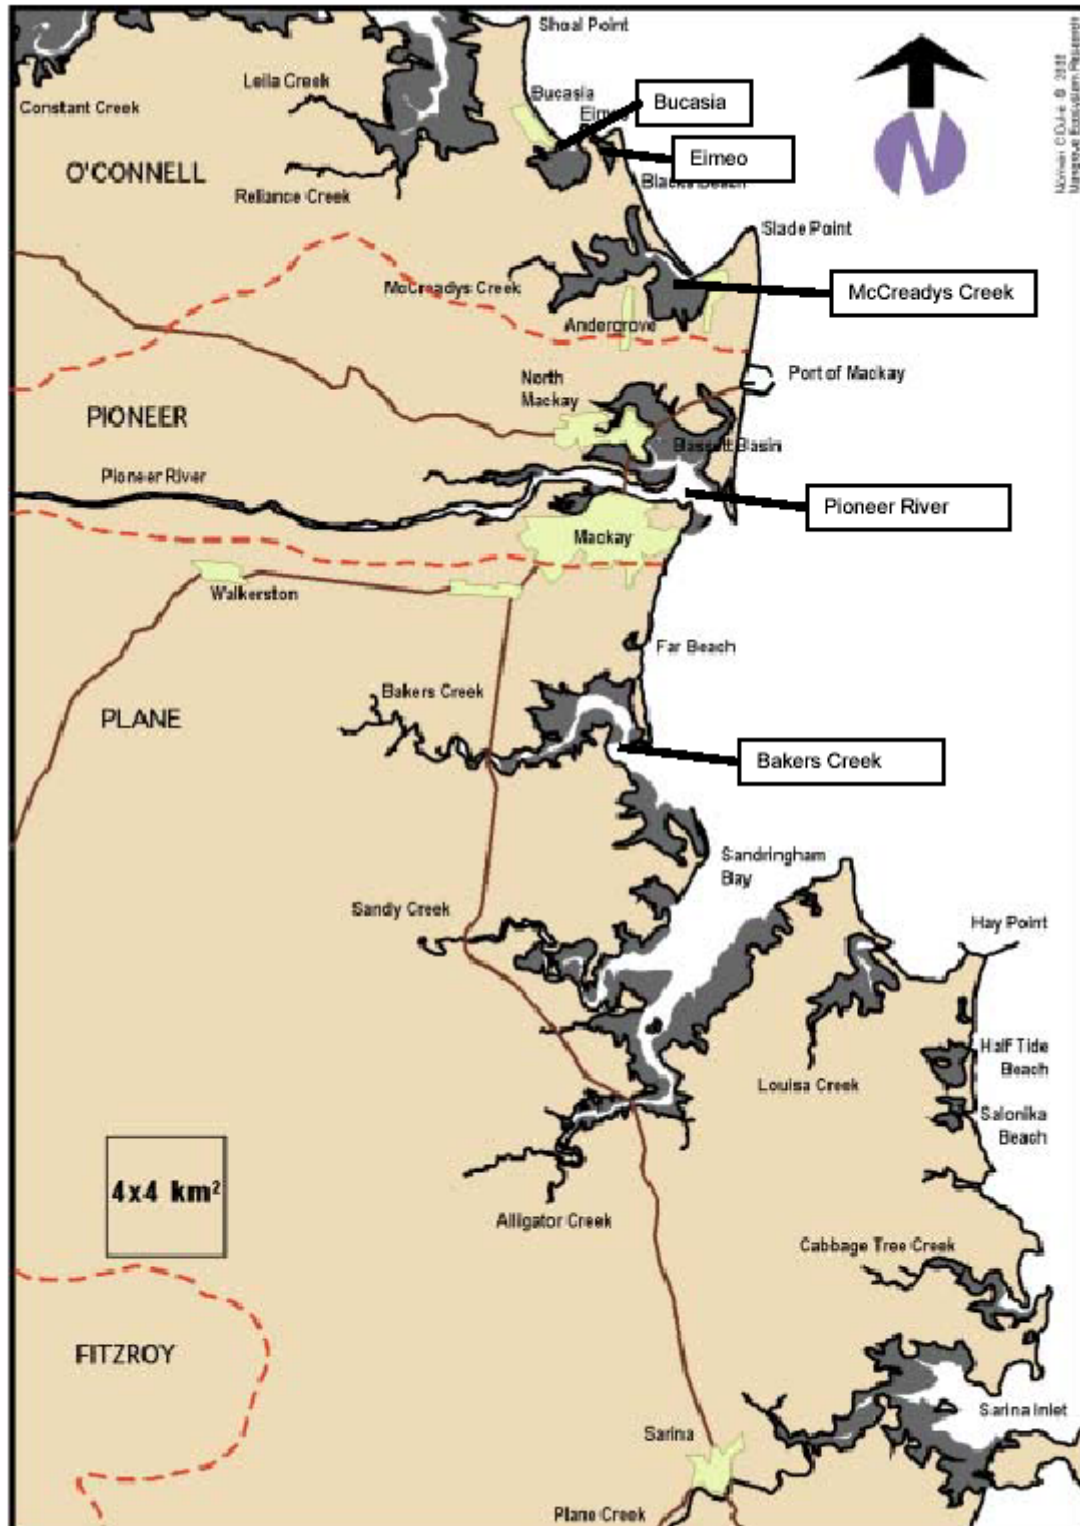 Shoal Point
Leila Creek
Constant Creek
Bucasia
Bucasia
Eimeo
O'CONNELL
Reliance Creek
Blacks Beach
Slade Point
McCreadys Creek
McCreadys Creek
Andergrove
North
Mackay
Port of Mackay
PIONEER
Bassett Basin
Pioneer River
Pioneer River
Mackay
Walkerston
Far Beach
Bakers Creek
PLANE
Bakers Creek
Sandringham
Bay
Sandy Creek
Hay Point
Half Tide
Beach
Louisa Creek
Salonika
Beach
4x4 km²
Alligator Creek
Cabbage Tree Creek
FITZROY
Sarina Inlet
Sarina
Plane Creek
N